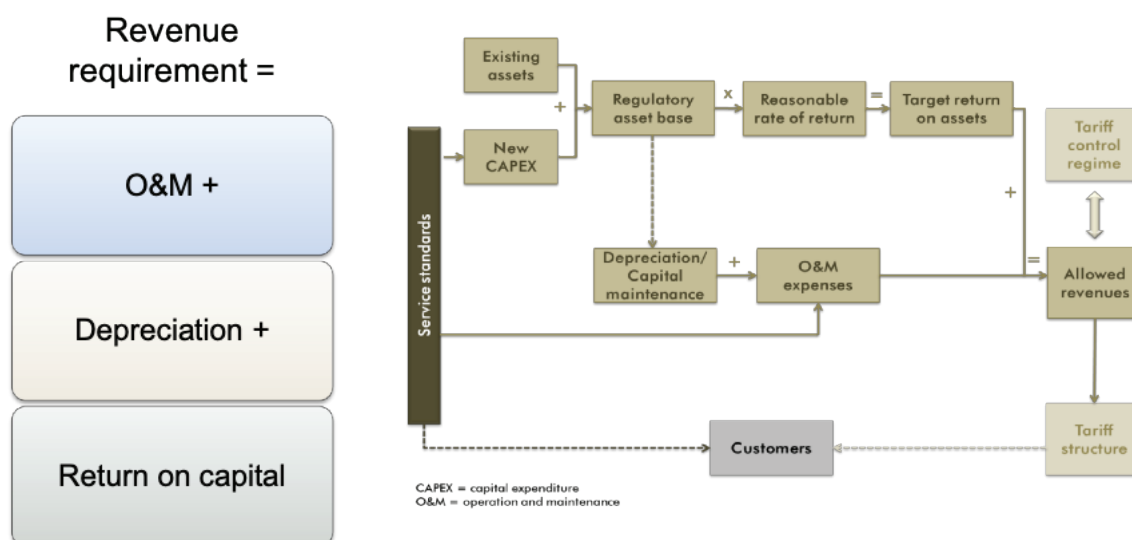 Revenue
requirement =
O&M +
Depreciation +
Return on capital
Existing
assets
+
New
CAPEX
Regulatory
asset base
x
Reasonable
rate of return
=
Target return
on assets
Tariff
control
regime
+
Service standards
Depreciation/
Capital
maintenance
+
O&M
expenses
=
Allowed
revenues
Customers
Tariff
structure
CAPEX = capital expenditure
O&M = operation and maintenance